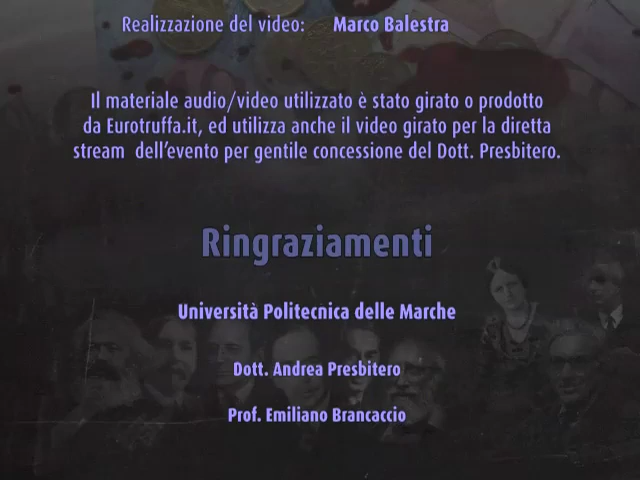 Realizzazione del video: Marco Balestra
Il materiale audio/video utilizzato è stato girato o prodotto
da Eurotruffa.it, ed utilizza anche il video girato per la diretta
stream dell'evento per gentile concessione del Dott. Presbitero.
Ringraziamenti
Università Politecnica delle Marche
Dott. Andrea Presbitero
Prof. Emiliano Brancaccio